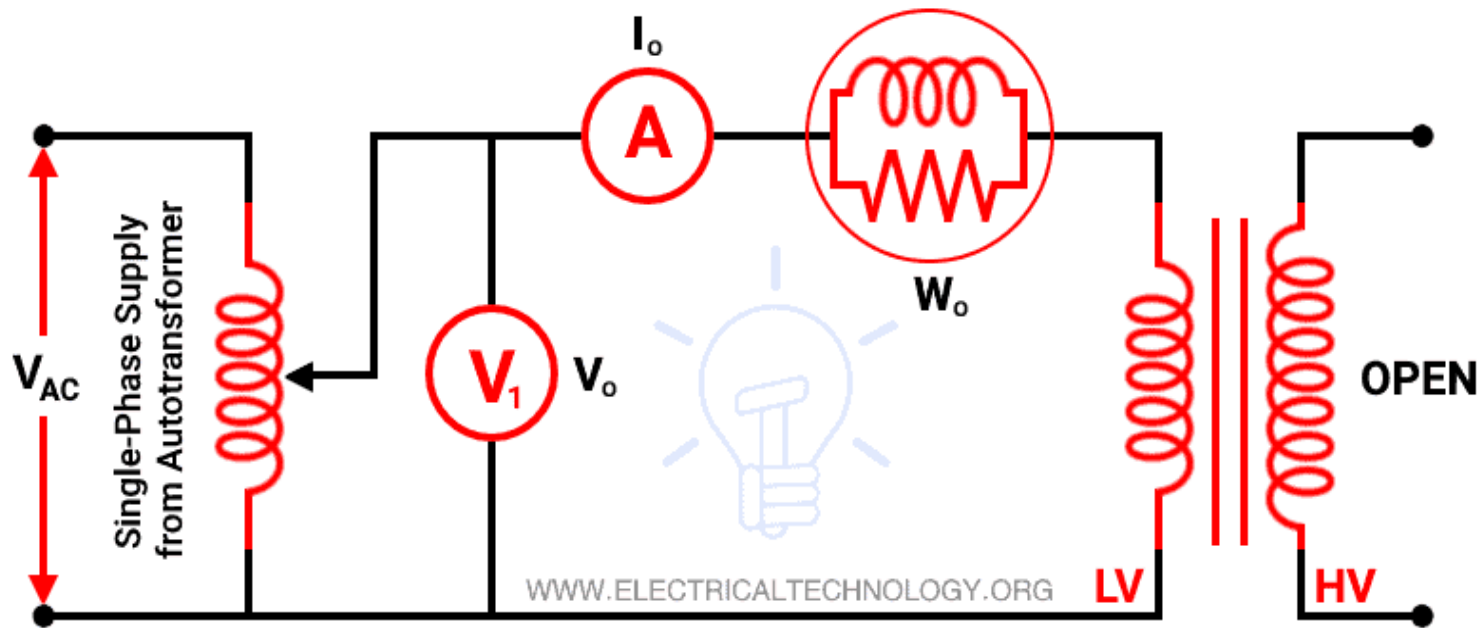 I₀
A
W₀
V_AC
Single-Phase Supply
from Autotransformer
V₁
V₀
OPEN
LV
HV
WWW.ELECTRICALTECHNOLOGY.ORG